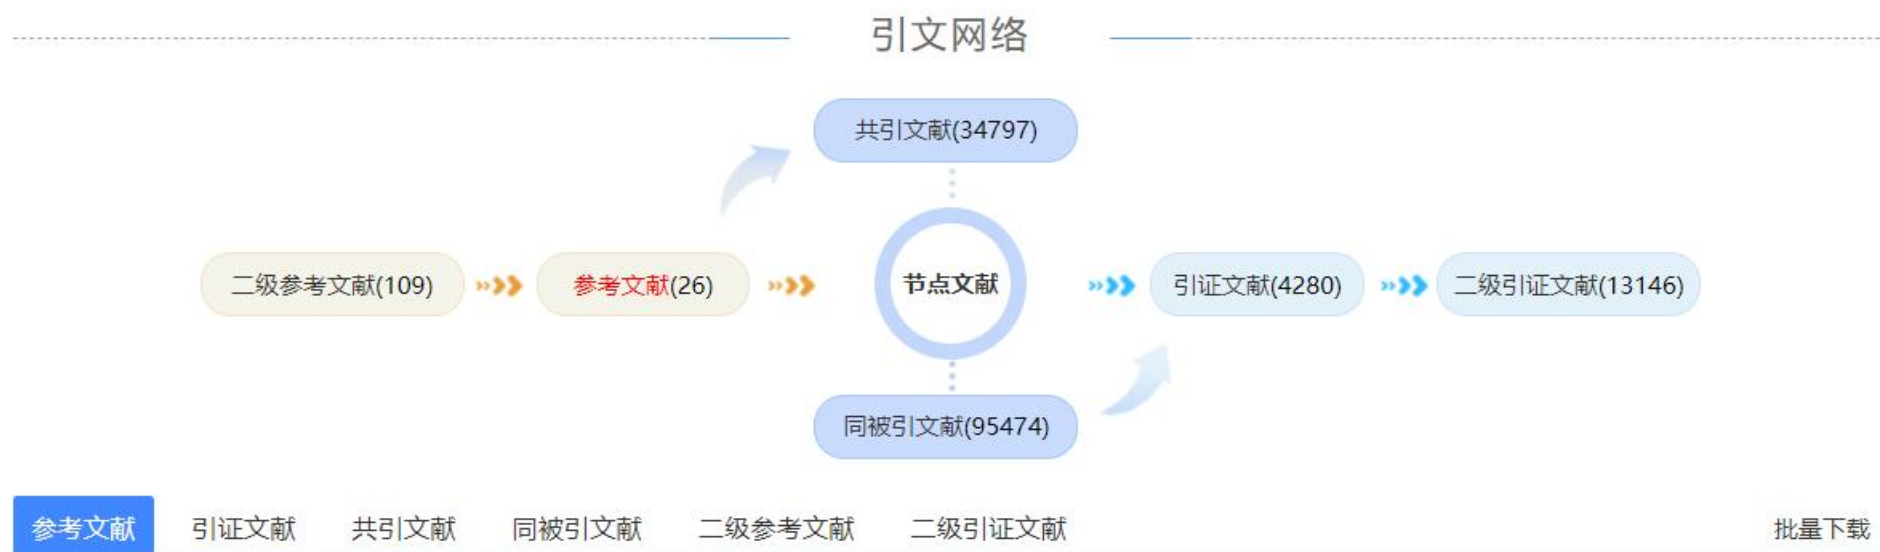 引文网络
共引文献(34797)
二级参考文献(109)
参考文献(26)
节点文献
引证文献(4280)
二级引证文献(13146)
同被引文献(95474)
参考文献 引证文献 共引文献 同被引文献 二级参考文献 二级引证文献 批量下载